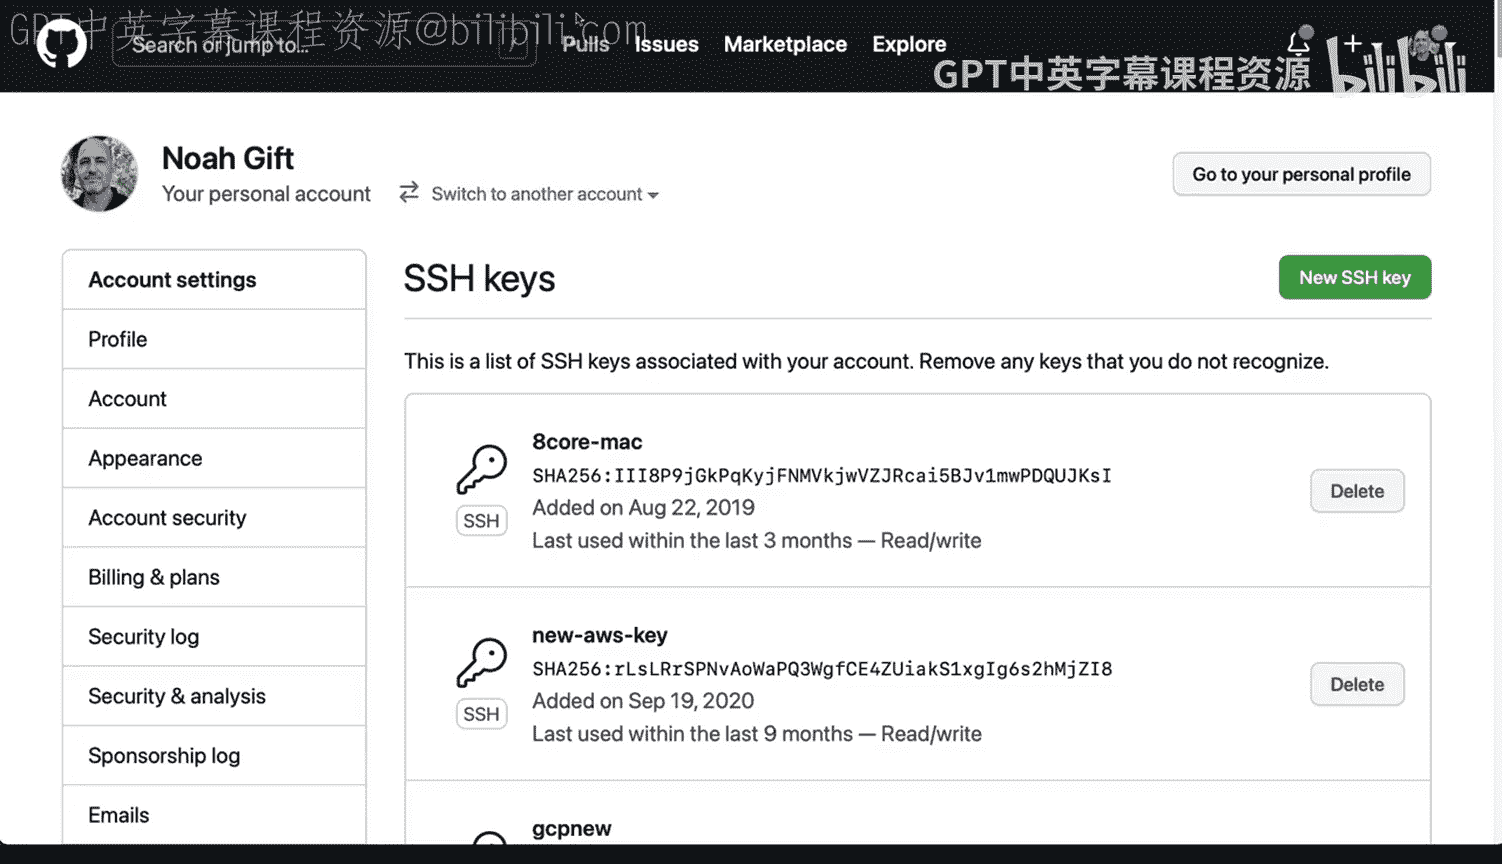 GPT中英字幕课程资源@bilibili.com
Search or jump to...
/
Pulls
Issues
Marketplace
Explore
GPT中英字幕课程资源
bilibili
Noah Gift
Your personal account
Switch to another account
Go to your personal profile
Account settings
Profile
Account
Appearance
Account security
Billing & plans
Security log
Security & analysis
Sponsorship log
Emails
SSH keys
New SSH key
This is a list of SSH keys associated with your account. Remove any keys that you do not recognize.
8core-mac
SHA256:III8P9jGkPqKyjFNMVkjwVZJRcai5BJv1mwPDQUJKsI
Added on Aug 22, 2019
Last used within the last 3 months — Read/write
SSH
Delete
new-aws-key
SHA256:rLsLRrSPNvAoWaPQ3WgfCE4ZUiakS1xgIg6s2hMjZI8
Added on Sep 19, 2020
Last used within the last 9 months — Read/write
SSH
Delete
gcpnew